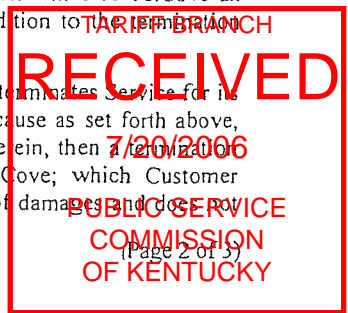 dition to the termination
TARIFF BRANCH
RECEIVED
terminates Service for its
cause as set forth above,
erein, then a termination
7/20/2006
Cove; which Customer
of damages and does not
PUBLIC SERVICE
COMMISSION
(Page 2 of 3)
OF KENTUCKY